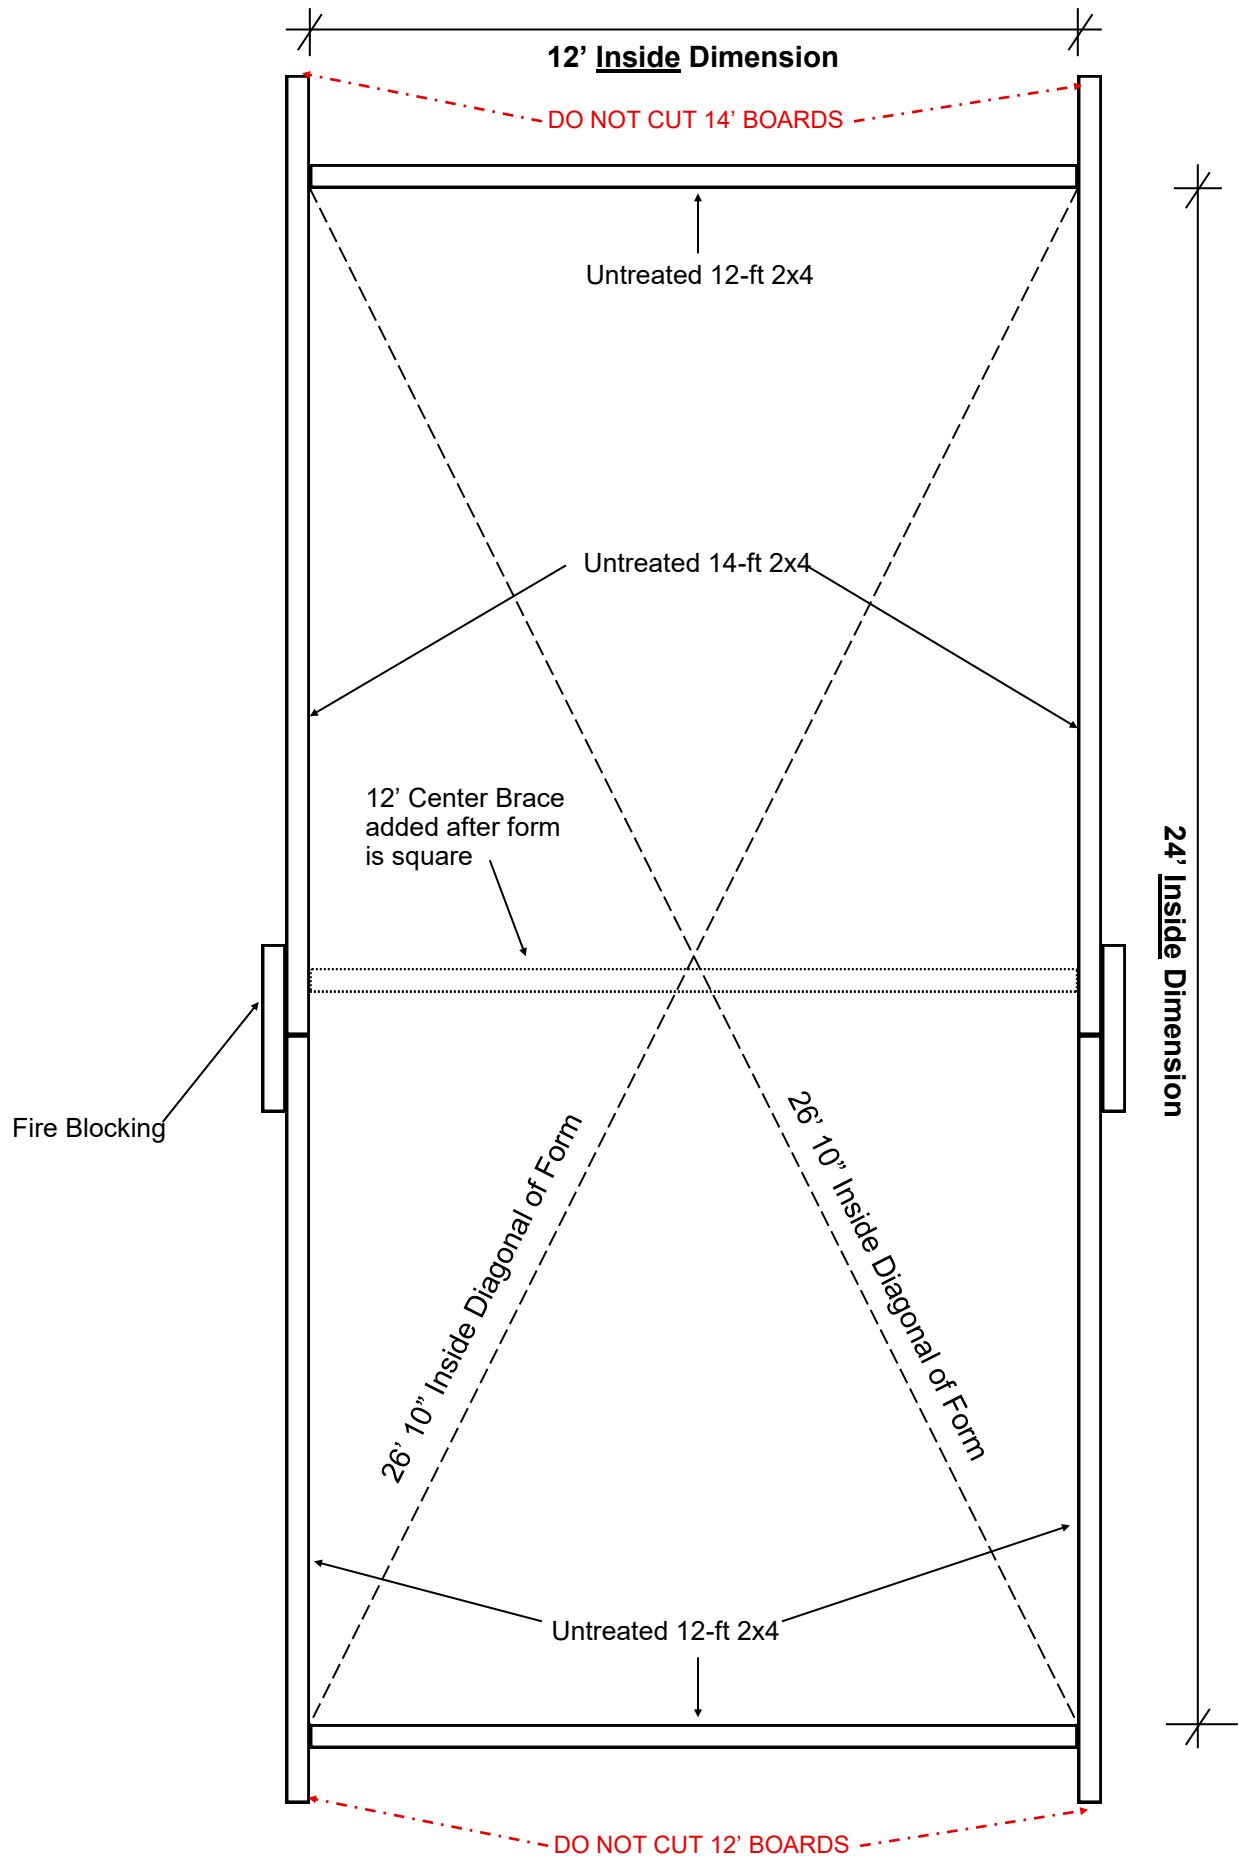 12’ Inside Dimension
DO NOT CUT 14’ BOARDS
Untreated 12-ft 2x4
Untreated 14-ft 2x4
12’ Center Brace
added after form
is square
24’ Inside Dimension
Fire Blocking
26’ 10” Inside Diagonal of Form
26’ 10” Inside Diagonal of Form
Untreated 12-ft 2x4
DO NOT CUT 12’ BOARDS